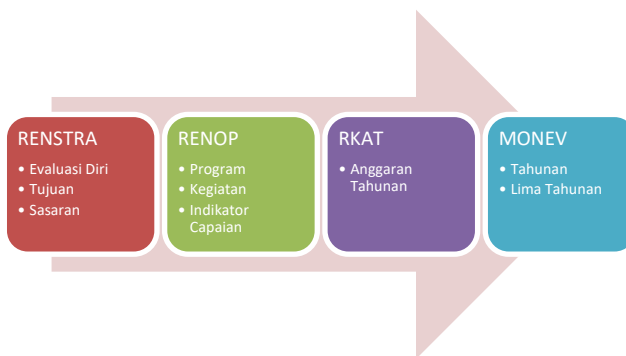 RENSTRA
• Evaluasi Diri
• Tujuan
• Sasaran
RENOP
• Program
• Kegiatan
• Indikator
Capaian
RKAT
• Anggaran
Tahunan
MONEV
• Tahunan
• Lima Tahunan